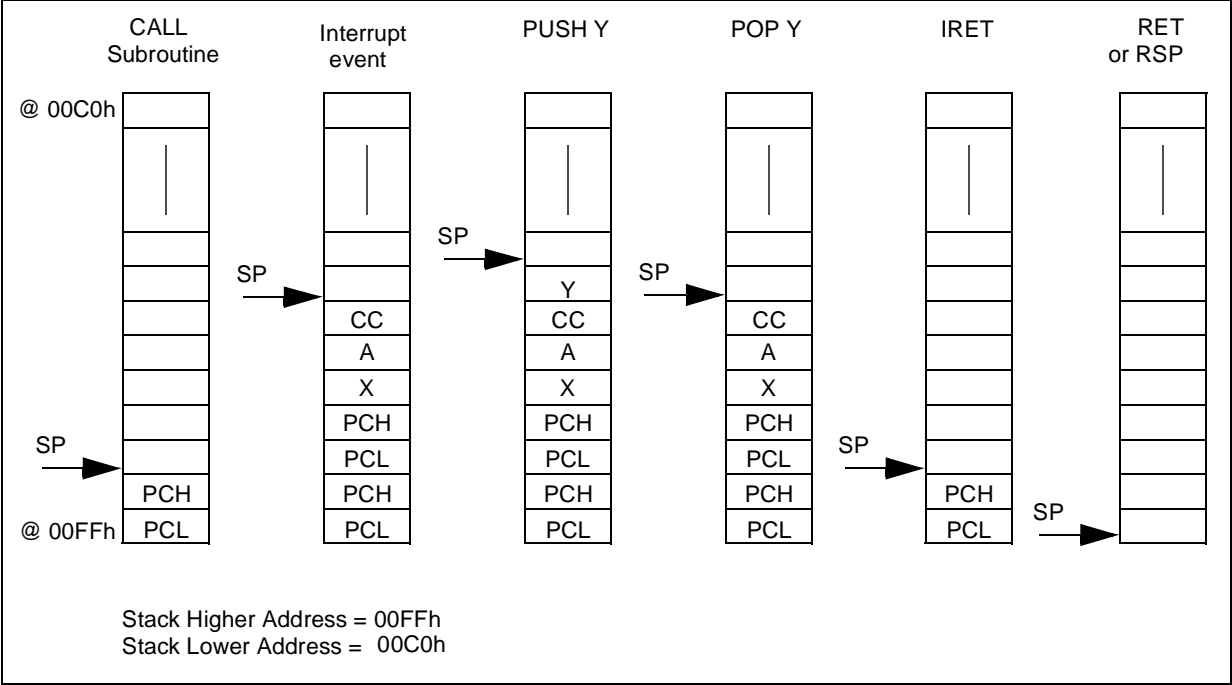 CALL
Subroutine
Interrupt
event
PUSH Y
POP Y
IRET
RET
or RSP
@ 00C0h
SP
SP
Y
SP
CC
CC
CC
A
A
A
X
X
X
PCH
PCH
PCH
SP
PCL
PCL
PCL
SP
PCH
PCH
PCH
PCH
PCH
SP
@ 00FFh
PCL
PCL
PCL
PCL
PCL
Stack Higher Address = 00FFh
Stack Lower Address = 00C0h